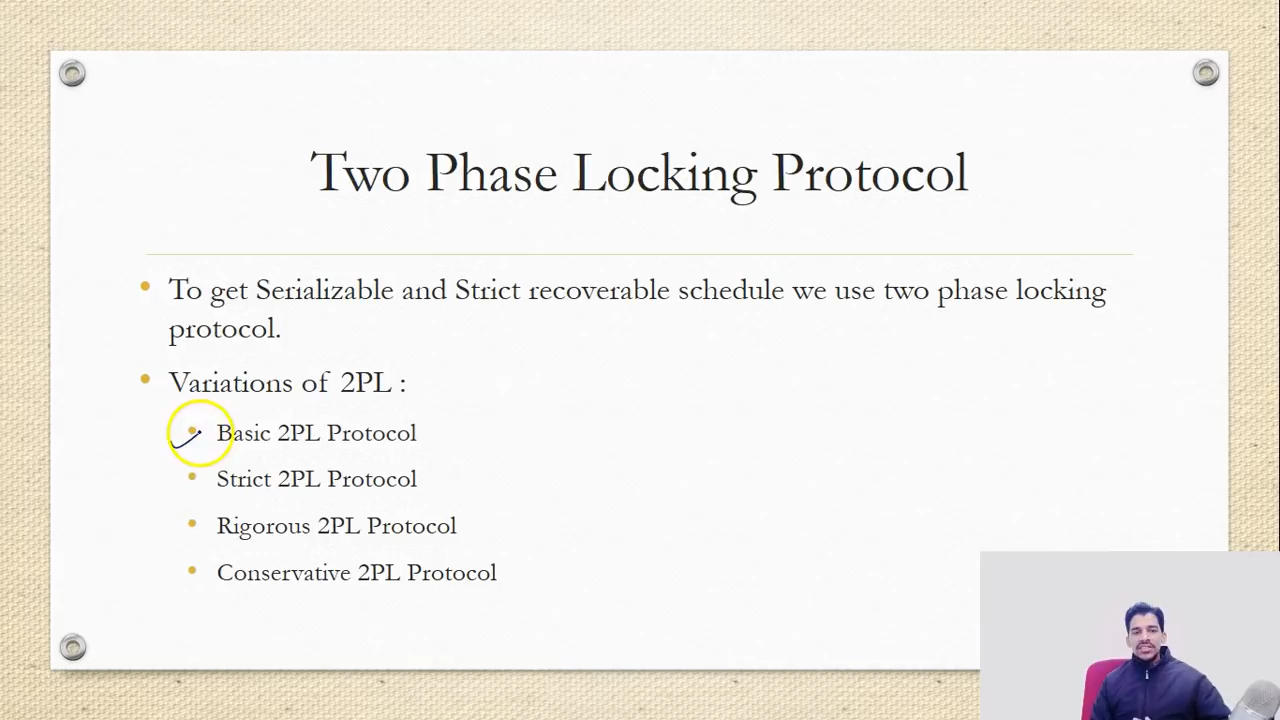 Two Phase Locking Protocol
• To get Serializable and Strict recoverable schedule we use two phase locking
protocol.
• Variations of 2PL :
• Basic 2PL Protocol
• Strict 2PL Protocol
• Rigorous 2PL Protocol
• Conservative 2PL Protocol